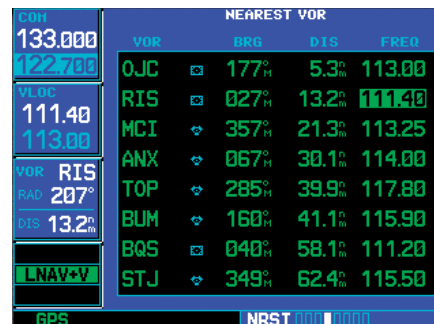 COM
133.000
122.700
VLOC
111.40
113.00
VOR RIS
RAD 207°
DIS 13.2nm
LNAV+V
GPS
NEAREST VOR
VOR BRG DIS FREQ
OJC 177°M 5.3nm 113.00
RIS 027°M 13.2nm 111.40
MCI 357°M 21.3nm 113.25
ANX 067°M 30.1nm 114.00
TOP 285°M 39.9nm 117.80
BUM 160°M 41.1nm 115.90
BQS 040°M 58.1nm 111.20
STJ 349°M 62.4nm 115.50
NRST